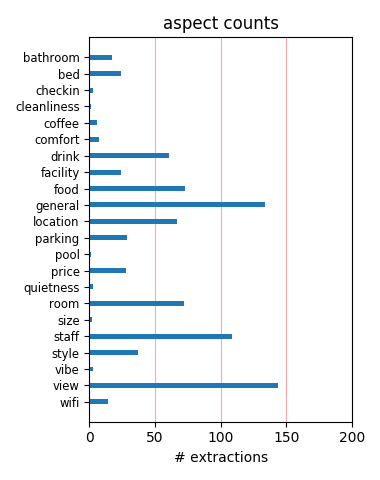 aspect counts
bathroom
bed
checkin
cleanliness
coffee
comfort
drink
facility
food
general
location
parking
pool
price
quietness
room
size
staff
style
vibe
view
wifi
0 50 100 150 200
# extractions